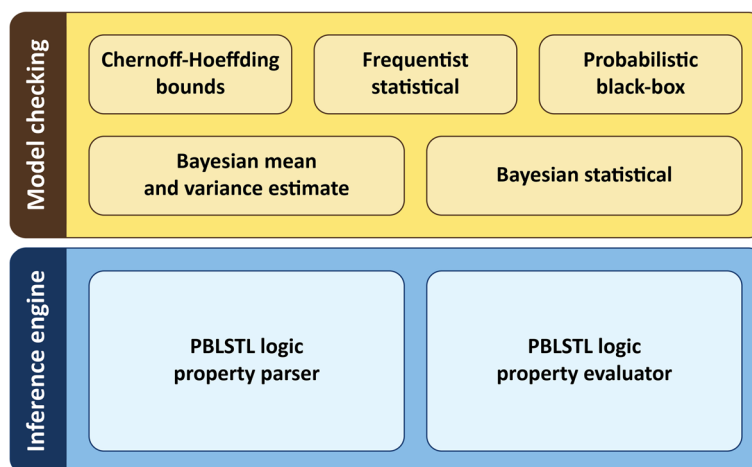 Model checking
Chernoff-Hoeffding
bounds
Frequentist
statistical
Probabilistic
black-box
Bayesian mean
and variance estimate
Bayesian statistical
Inference engine
PBLSTL logic
property parser
PBLSTL logic
property evaluator